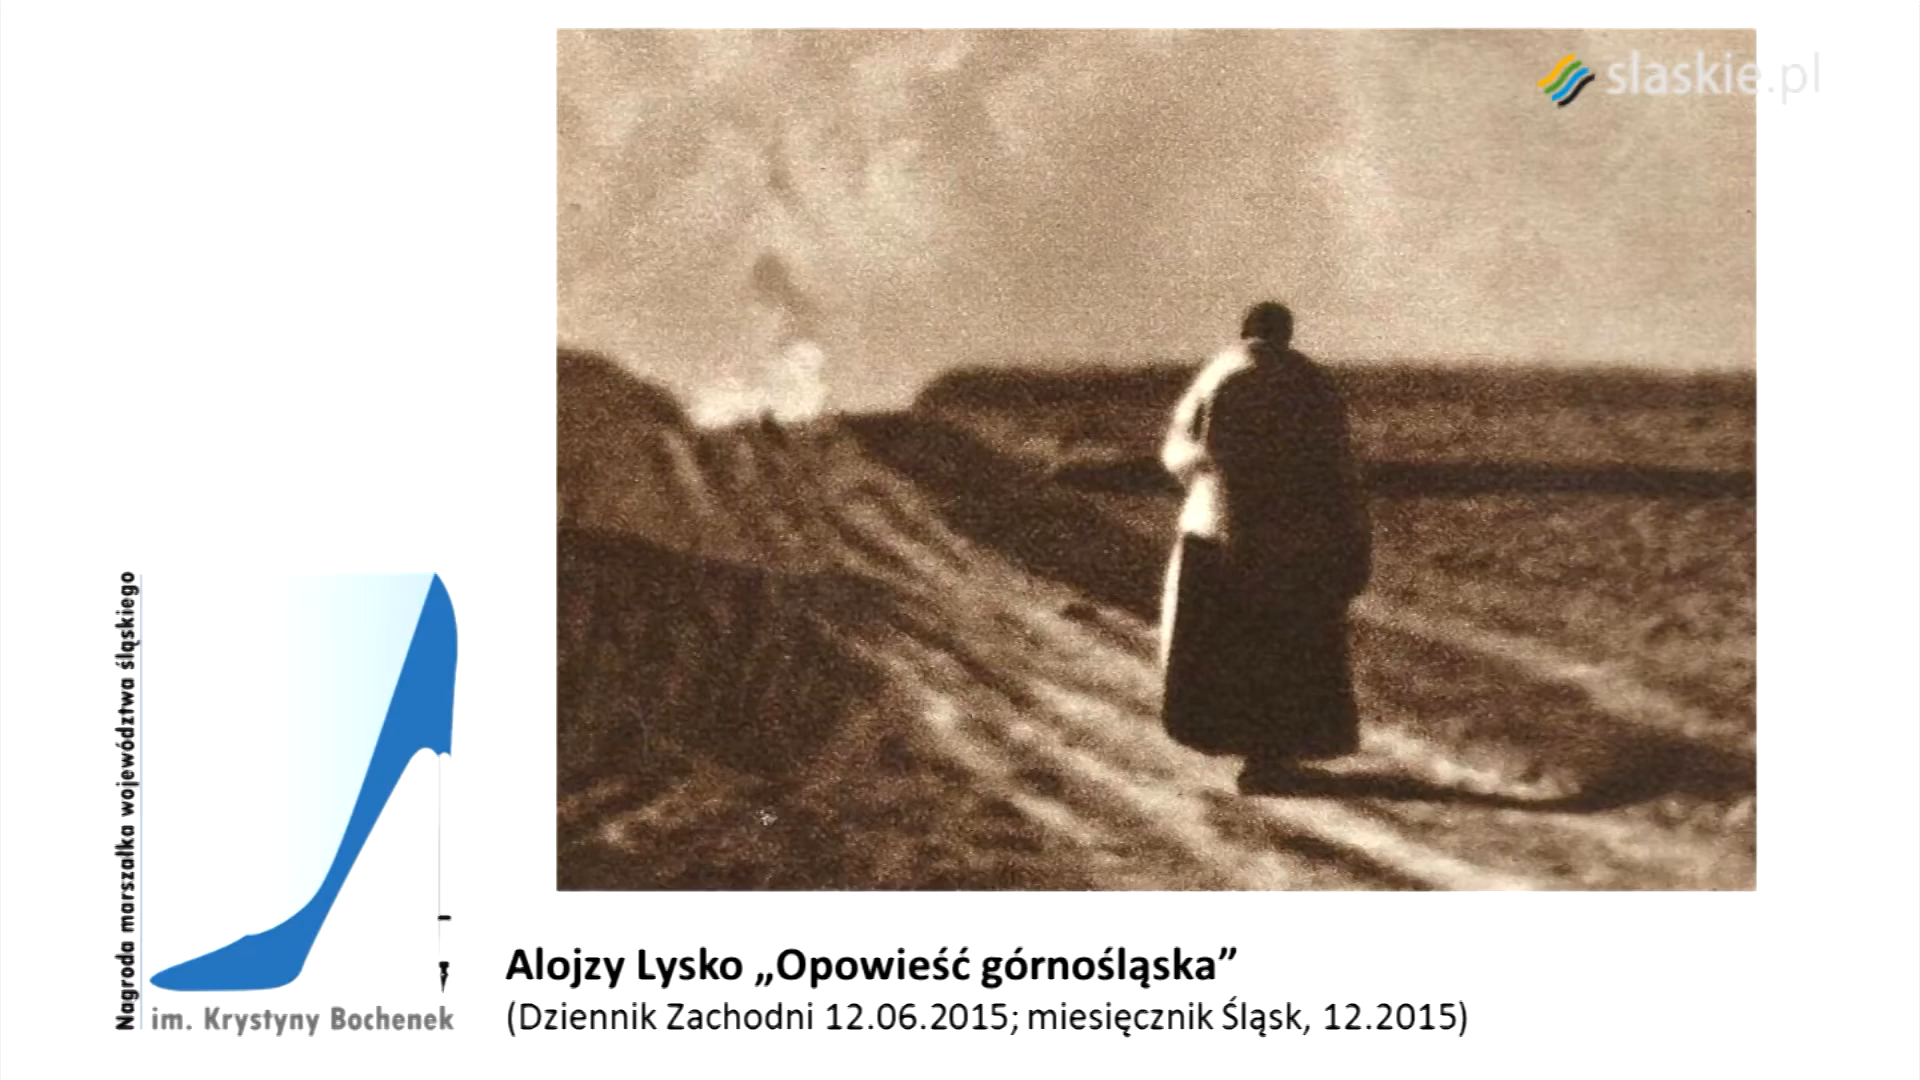 slaskie.pl
Nagroda marszałka województwa śląskiego
im. Krystyny Bochenek
Alojzy Lysko „Opowieść górnośląska”
(Dziennik Zachodni 12.06.2015; miesięcznik Śląsk, 12.2015)